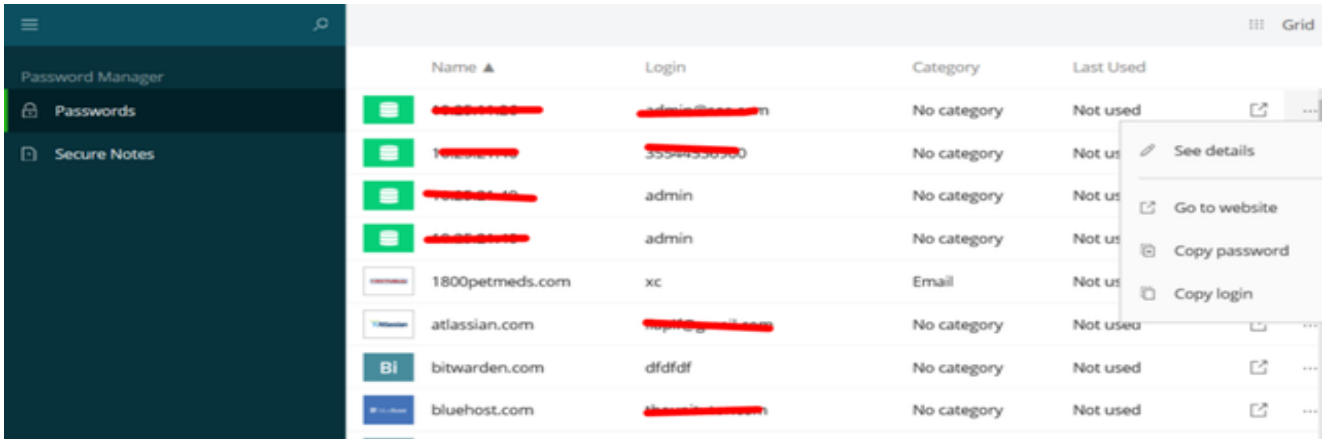 Grid
Password Manager
Passwords
Secure Notes
Name ▲ Login Category Last Used
No category Not used
See details
No category
admin No category
Go to website
admin No category
Copy password
1800petmeds.com xc Email
Copy login
atlassian.com No category Not used
Bi bitwarden.com dfdfdf No category Not used
bluehost.com No category Not used